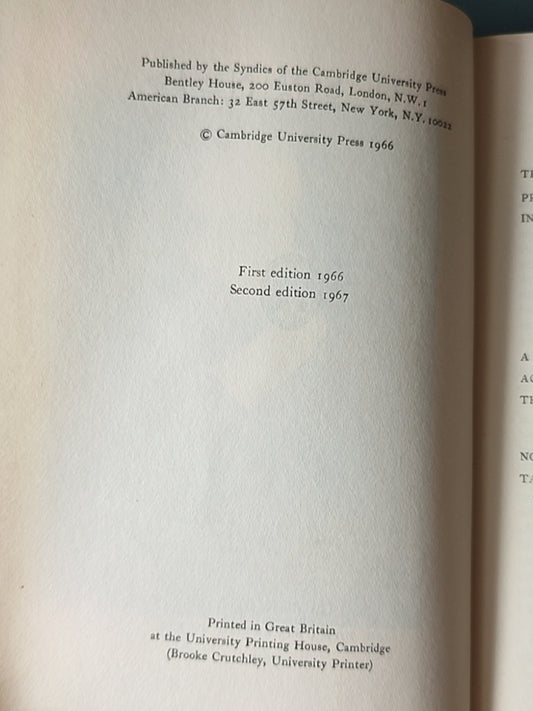 Published by the Syndics of the Cambridge University Press
Bentley House, 200 Euston Road, London, N.W.1
American Branch: 32 East 57th Street, New York, N.Y. 10022
© Cambridge University Press 1966
First edition 1966
Second edition 1967
Printed in Great Britain
at the University Printing House, Cambridge
(Brooke Crutchley, University Printer)
A